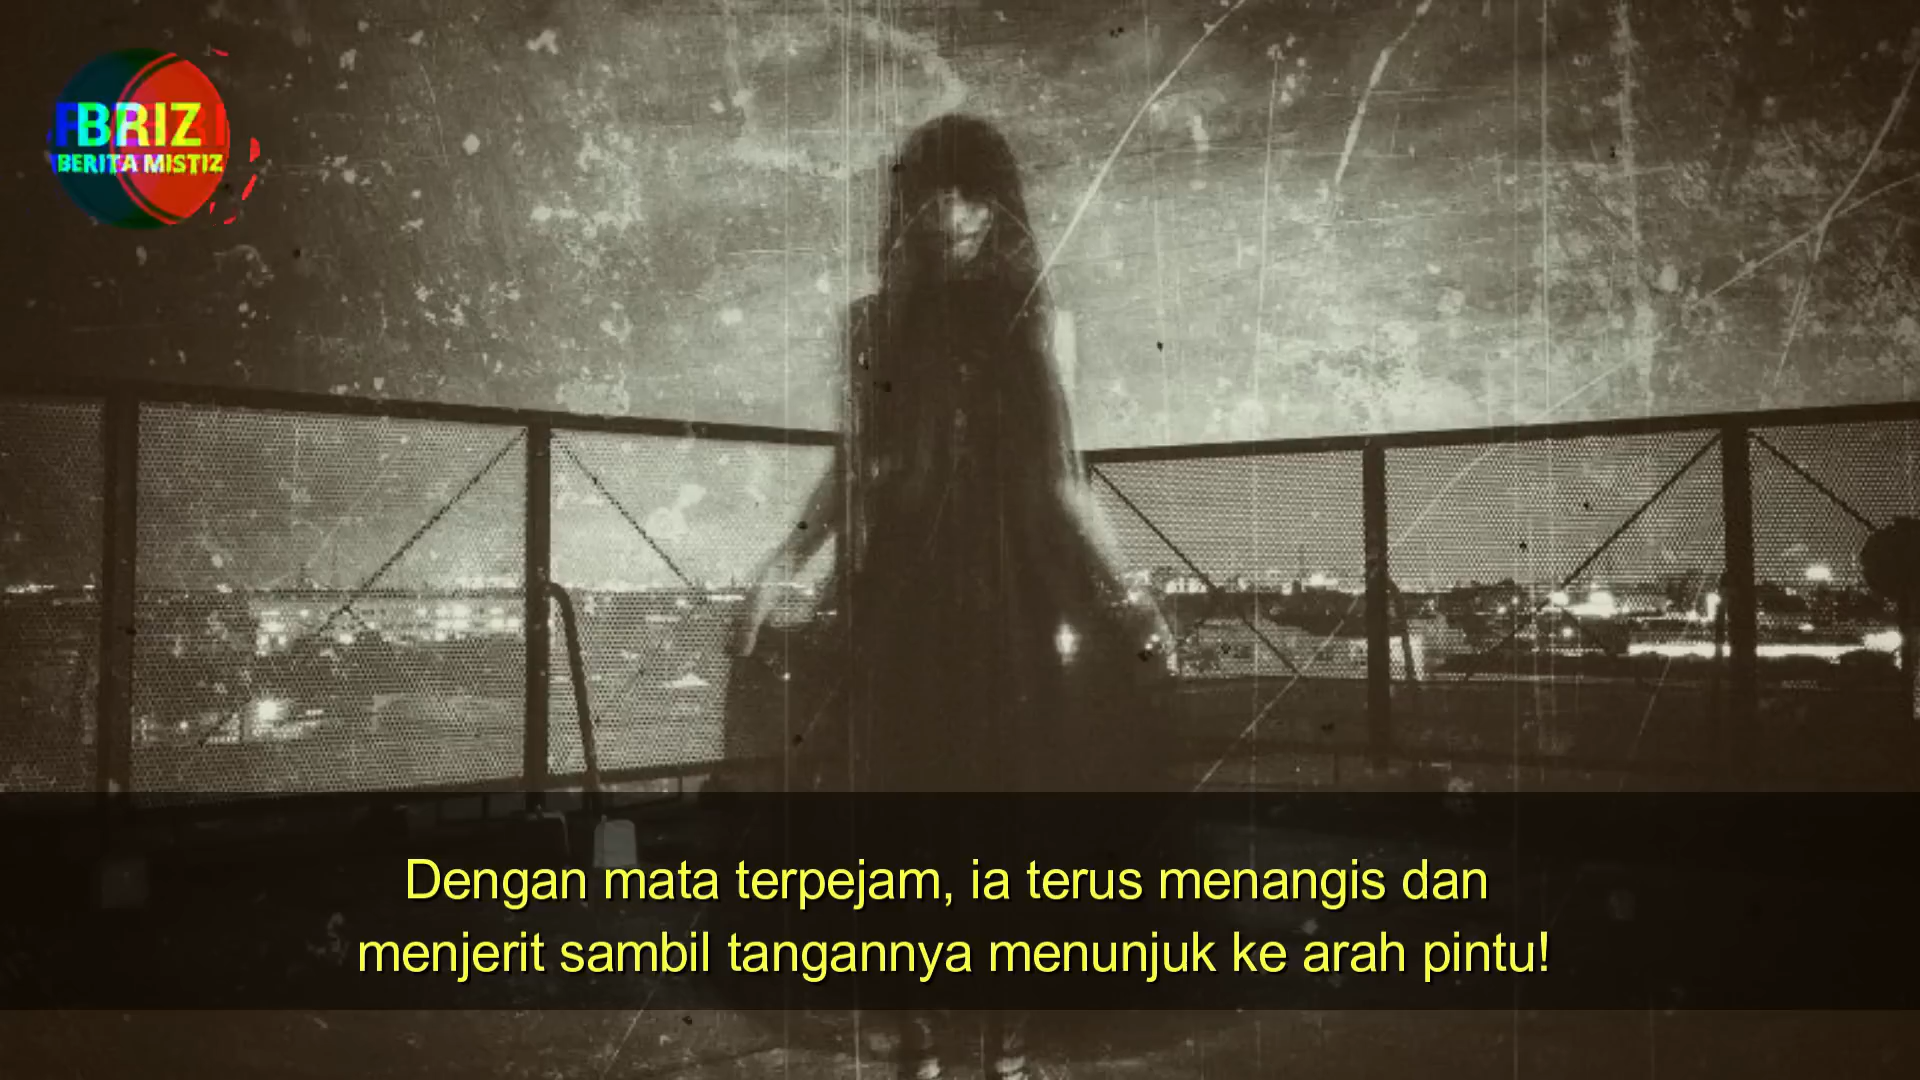 BRIZ
BERITA MISTIZ
Dengan mata terpejam, ia terus menangis dan
menjerit sambil tangannya menunjuk ke arah pintu!